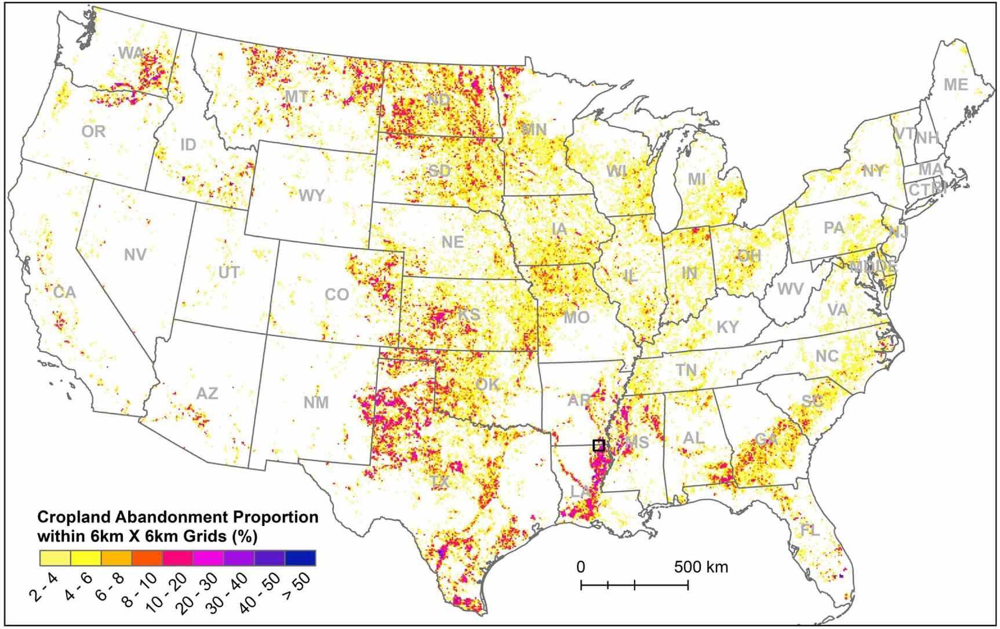 WA
MT
ND
MN
ME
OR
ID
SD
WI
MI
VT
NH
NY
MA
CT
RI
WY
NE
IA
PA
NJ
NV
UT
CO
KS
IL
IN
OH
MD
DE
CA
MO
WV
VA
KY
AZ
NM
OK
AR
TN
NC
SC
TX
LA
MS
AL
GA
FL
Cropland Abandonment Proportion
within 6km X 6km Grids (%)
2 - 4
4 - 6
6 - 8
8 - 10
10 - 20
20 - 30
30 - 40
40 - 50
> 50
0 500 km